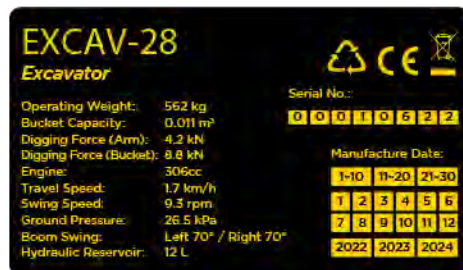 EXCAV-28
Excavator
Operating Weight: 562 kg
Bucket Capacity: 0.011 m³
Digging Force (Arm): 4.2 kN
Digging Force (Bucket): 8.8 kN
Engine: 306cc
Travel Speed: 1.7 km/h
Swing Speed: 9.3 rpm
Ground Pressure: 26.5 kPa
Boom Swing: Left 70° / Right 70°
Hydraulic Reservoir: 12 L
CE
Serial No.:
0 0 0 1 0 6 2 2
Manufacture Date:
1-10 11-20 21-30
1 2 3 4 5 6
7 8 9 10 11 12
2022 2023 2024